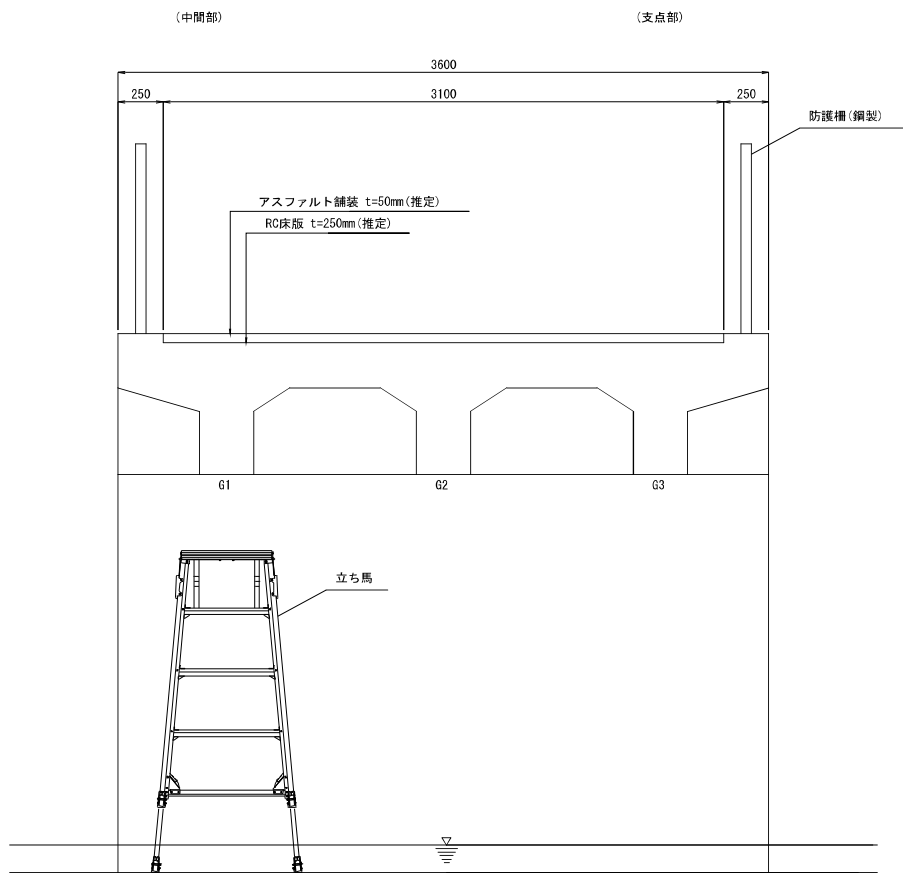 (中間部)
(支点部)
3600
250
3100
250
防護柵(鋼製)
アスファルト舗装 t=50mm(推定)
RC床版 t=250mm(推定)
G1
G2
G3
立ち馬